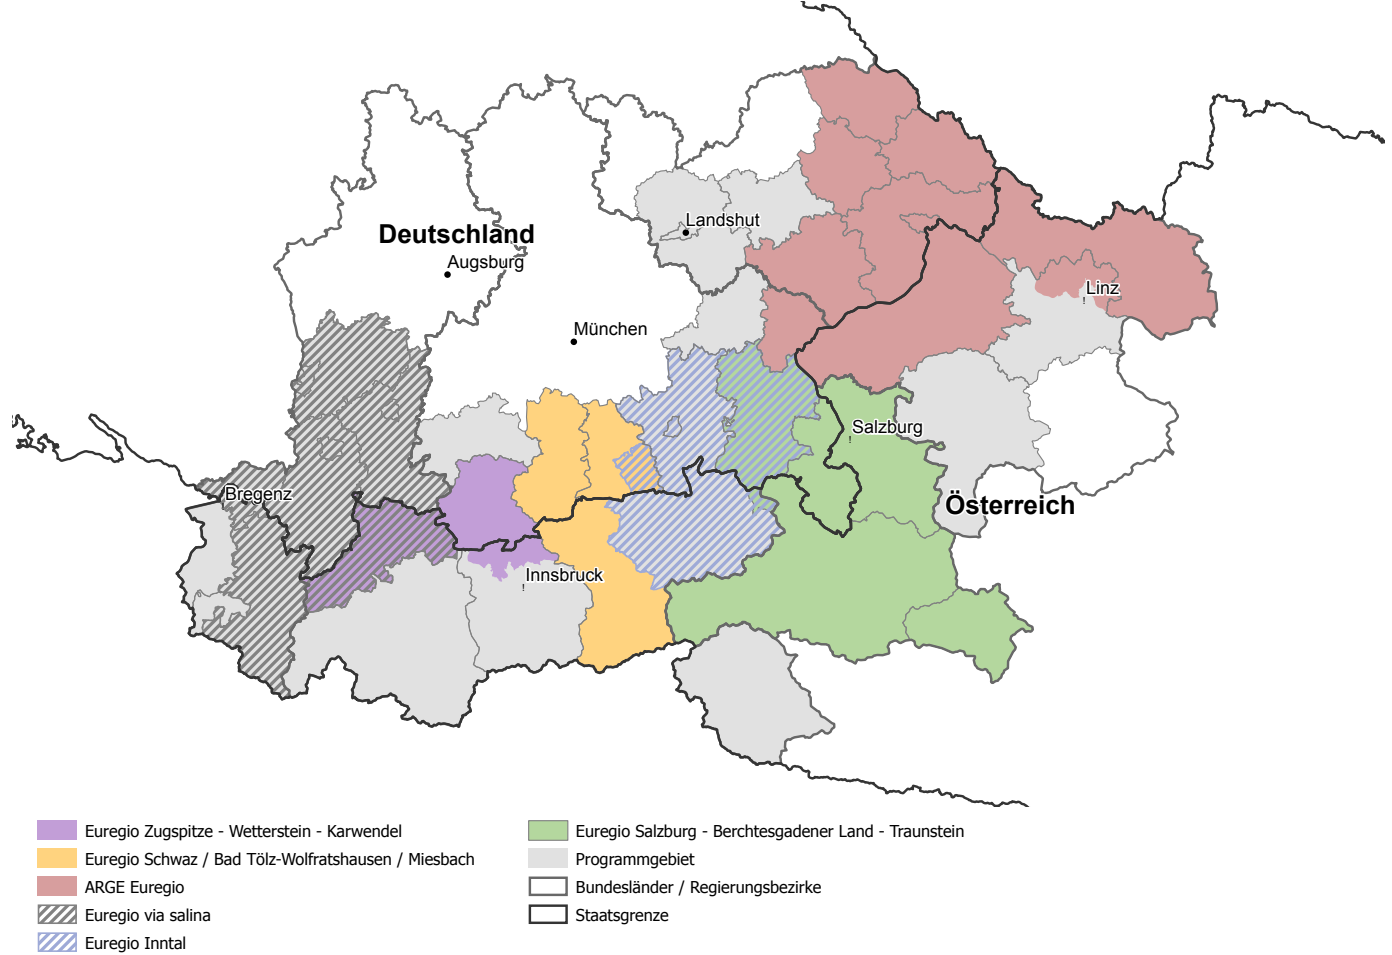 Landshut
Deutschland
Augsburg
Linz
München
Salzburg
Bregenz
Österreich
Innsbruck
Euregio Zugspitze - Wetterstein - Karwendel
Euregio Schwaz / Bad Tölz-Wolfratshausen / Miesbach
ARGE Euregio
Euregio via salina
Euregio Inntal
Euregio Salzburg - Berchtesgadener Land - Traunstein
Programmgebiet
Bundesländer / Regierungsbezirke
Staatsgrenze